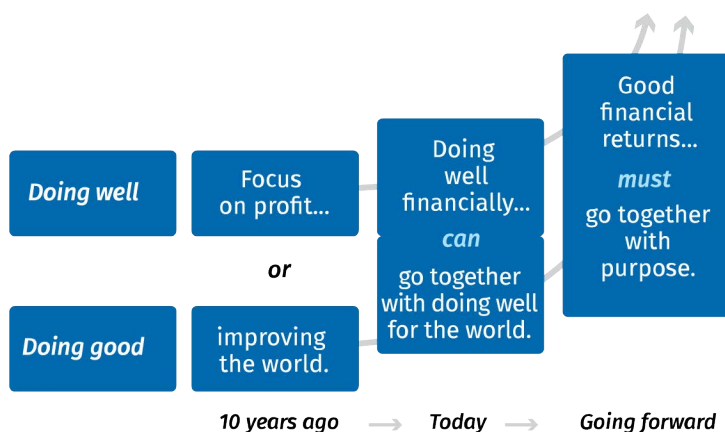 Doing well
Focus
on profit...
or
Doing good
improving
the world.
Doing
well
financially...
can
go together
with doing well
for the world.
Good
financial
returns...
must
go together
with
purpose.
10 years ago
Today
Going forward